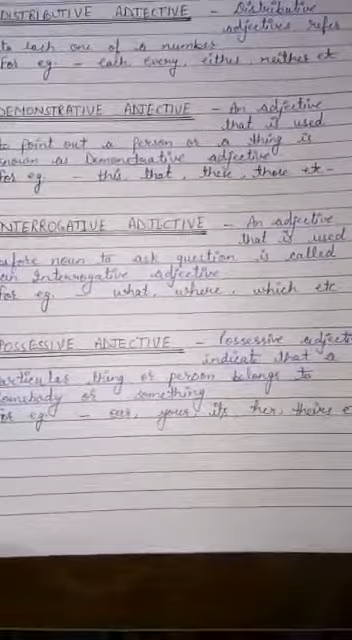 DISTRIBUTIVE ADJECTIVE - Distributive
adjectives refer
to each one of a number
For eg - each every, either, neither etc
DEMONSTRATIVE ADJECTIVE - An adjective
that is used
to point out a person or a thing is
known as Demonstrative adjective
for eg. - this, that, these, those etc-
INTERROGATIVE ADJECTIVE - An adjective
that is used
before noun to ask question is called
an Interrogative adjective
for eg. - what, where, which etc
POSSESSIVE ADJECTIVE - Possessive adjecti
indicate that a
particular thing or person belongs to
somebody or something
for eg. - our, your, its, her, theirs e